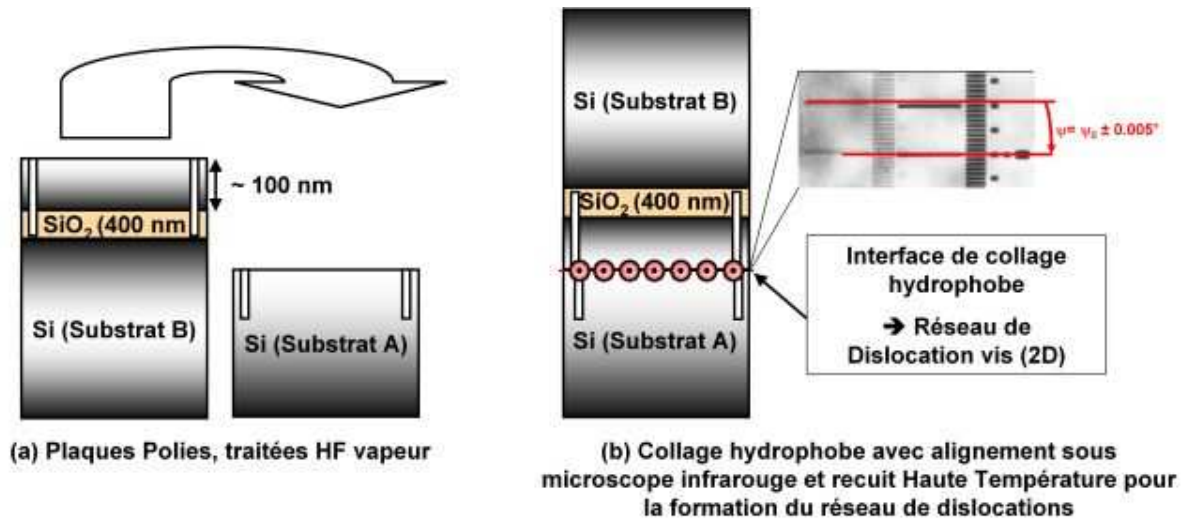 ~ 100 nm
SiO2 (400 nm
Si (Substrat B)
Si (Substrat A)
(a) Plaques Polies, traitées HF vapeur
Si (Substrat B)
SiO2 (400 nm)
Si (Substrat A)
ψ= ψ0 ± 0.005°
Interface de collage
hydrophobe
➔ Réseau de
Dislocation vis (2D)
(b) Collage hydrophobe avec alignement sous
microscope infrarouge et recuit Haute Température pour
la formation du réseau de dislocations